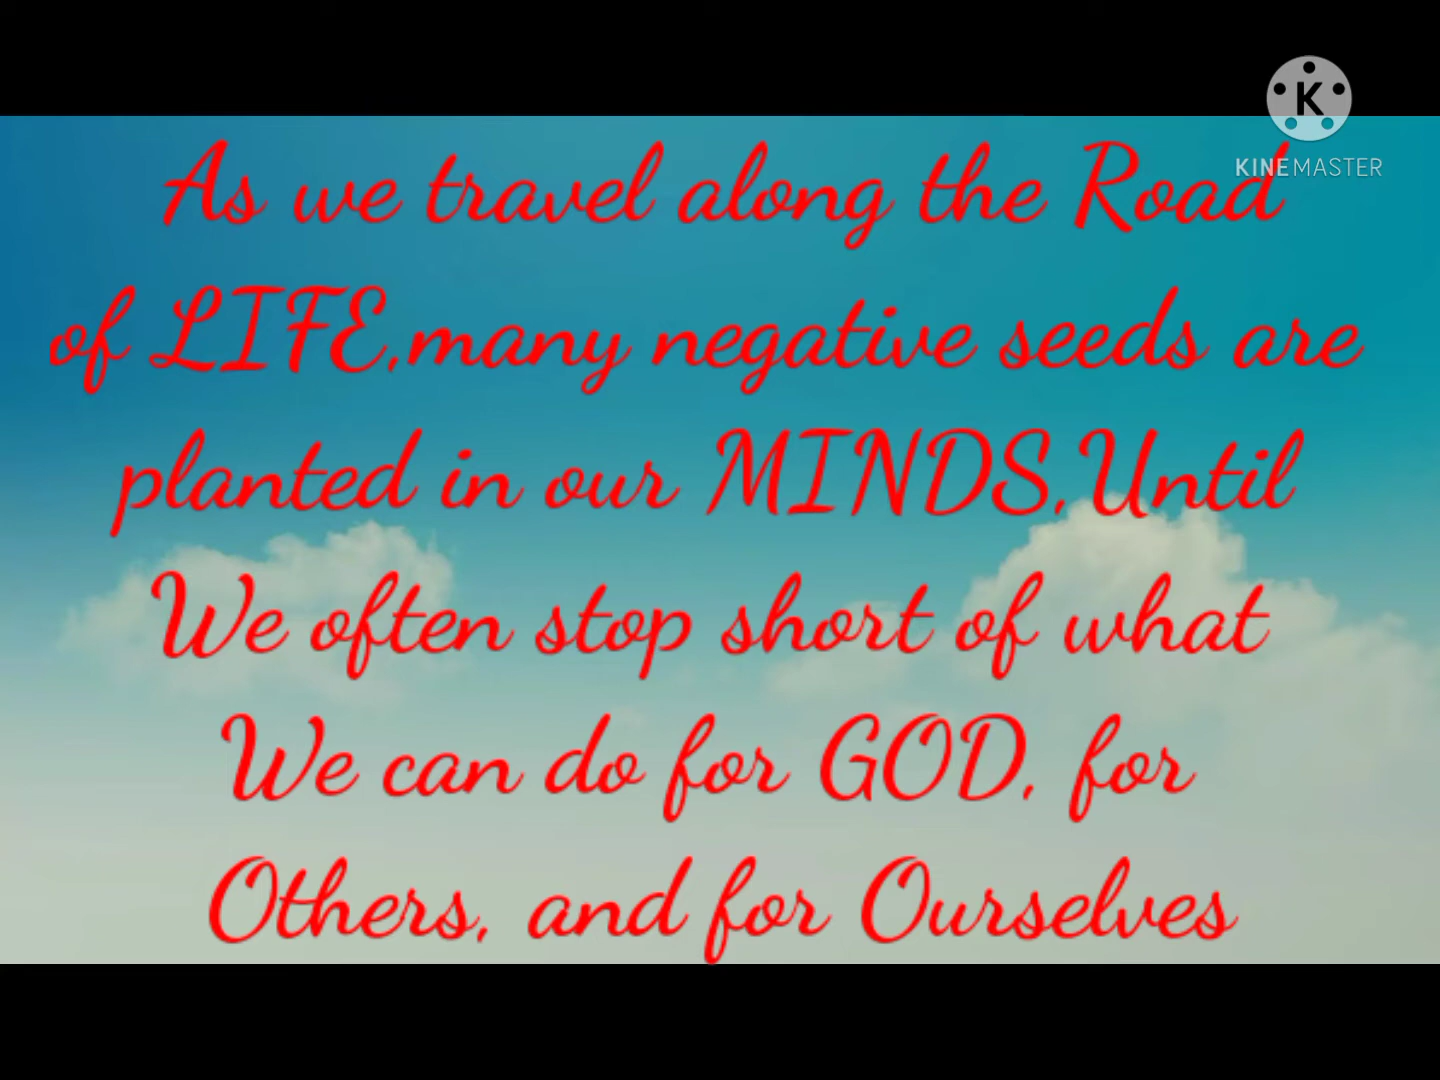 K
KINEMASTER
As we travel along the Road
of LIFE,many negative seeds are
planted in our MINDS,Until
We often stop short of what
We can do for GOD, for
Others, and for Ourselves